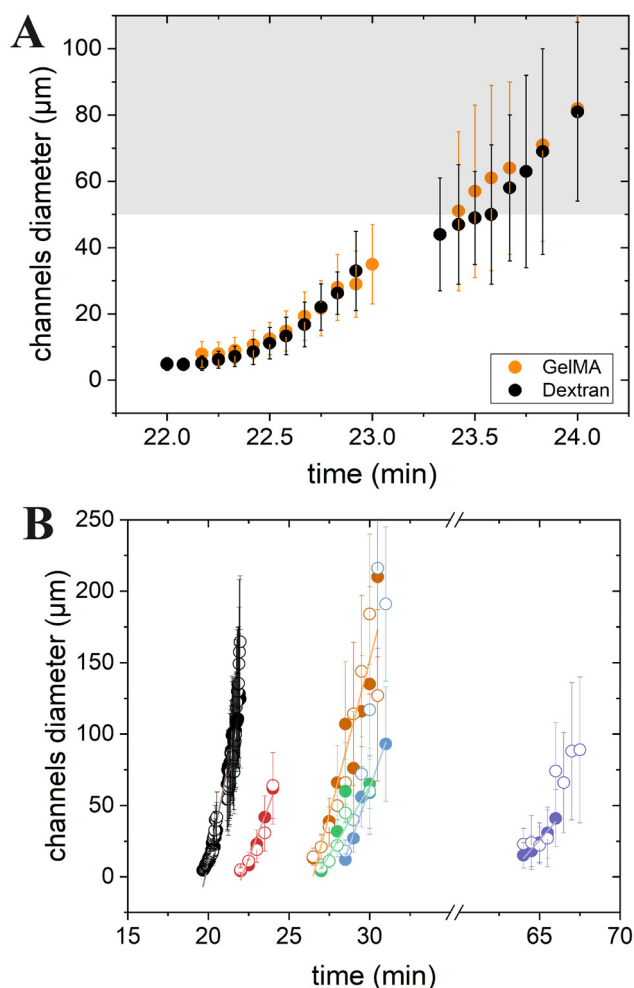 A
channels diameter (μm)
100
80
60
40
20
0
GelMA
Dextran
22.0 22.5 23.0 23.5 24.0
time (min)
B
channels diameter (μm)
250
200
150
100
50
0
15 20 25 30 65 70
time (min)